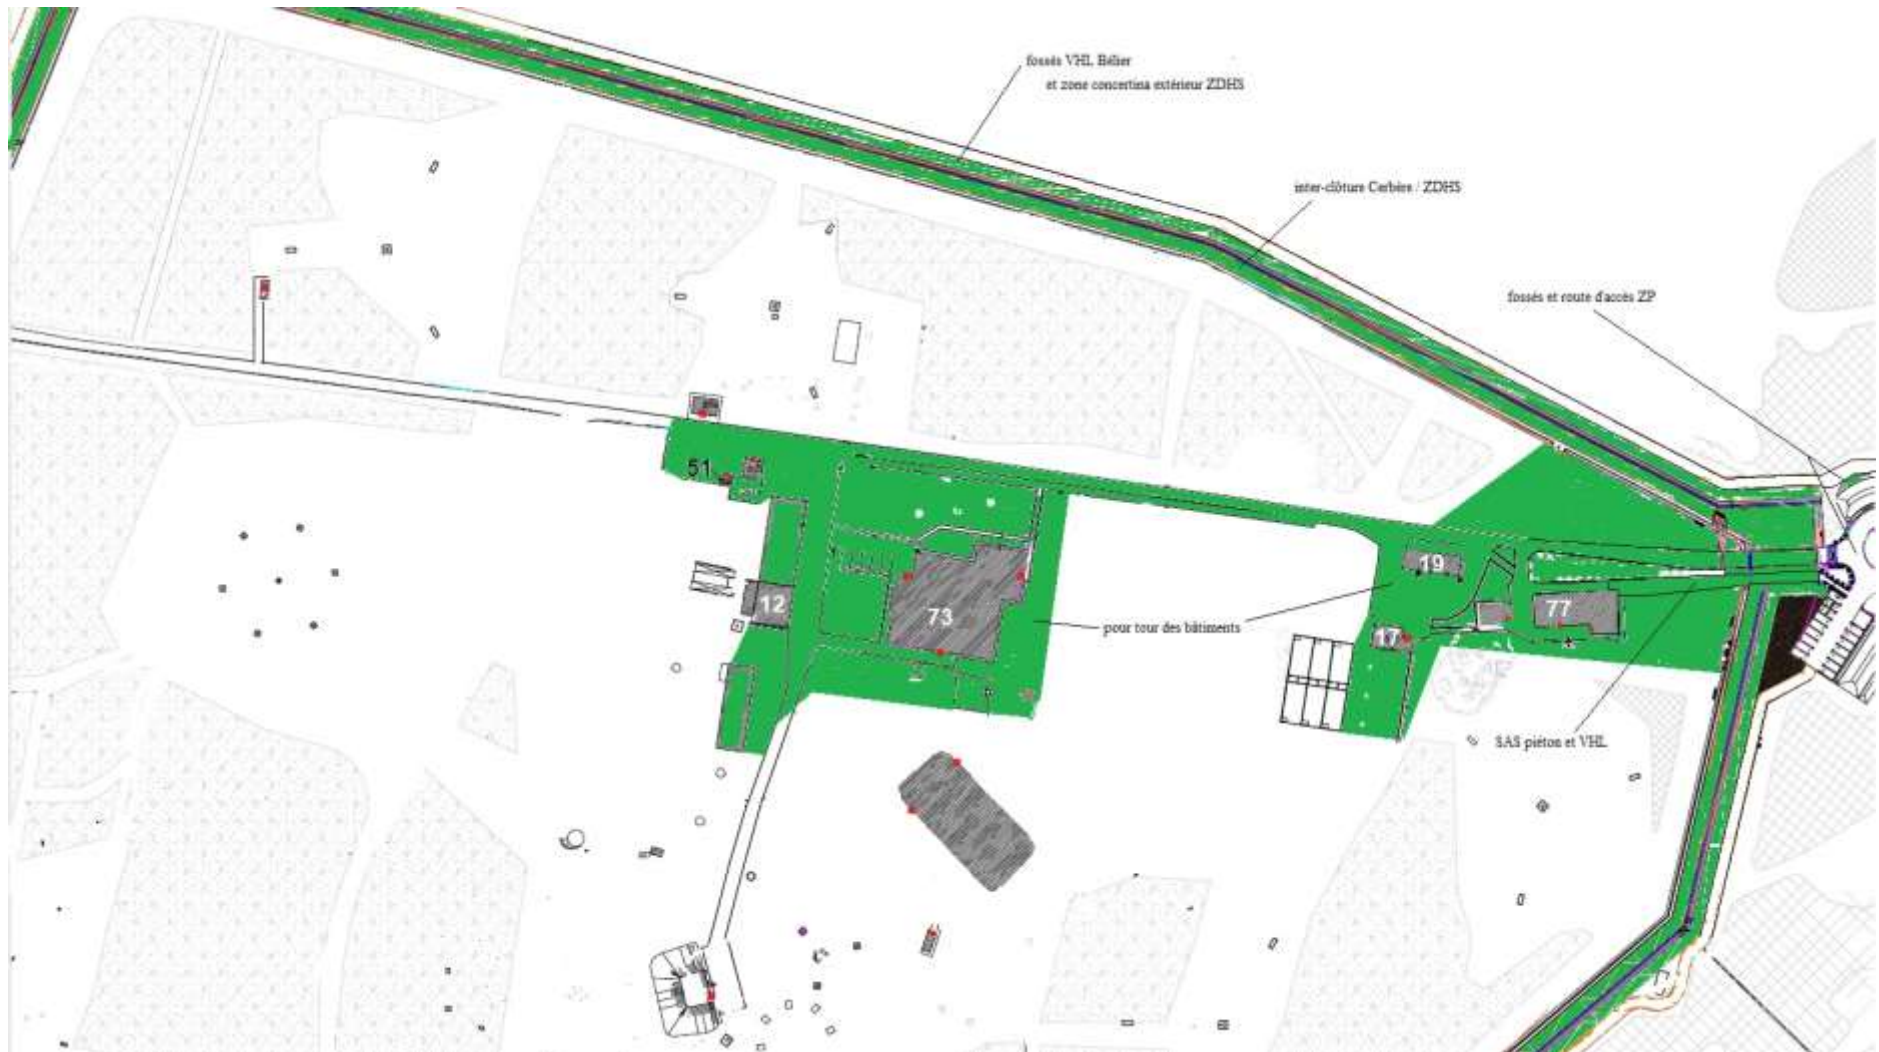 fossés VHL Bélier
et zone concertina extérieur ZDHS
inter-clôture Cerbère / ZDHS
fossés et route d'accès ZP
51
19
12
73
77
17
pour tour des bâtiments
SAS piéton et VHL